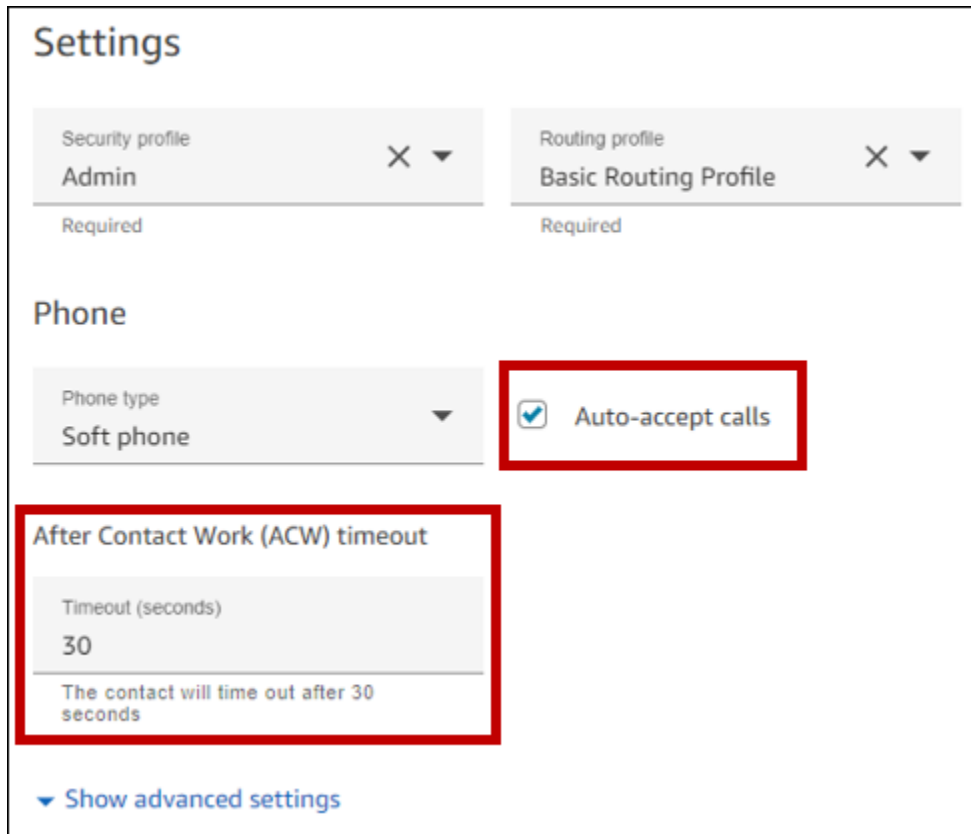 Settings
Security profile
Admin
Required
Routing profile
Basic Routing Profile
Required
Phone
Phone type
Soft phone
Auto-accept calls
After Contact Work (ACW) timeout
Timeout (seconds)
30
The contact will time out after 30
seconds
Show advanced settings